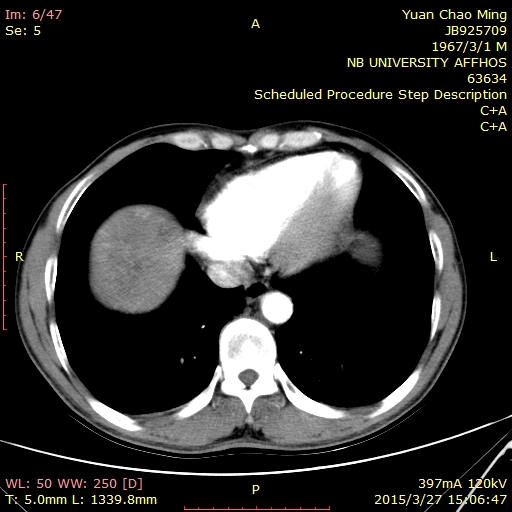 Im: 6/47
Se: 5
A
Yuan Chao Ming
JB925709
1967/3/1 M
NB UNIVERSITY AFFHOS
63634
Scheduled Procedure Step Description
C+A
C+A
R
L
WL: 50 WW: 250 [D]
T: 5.0mm L: 1339.8mm
P
397mA 120kV
2015/3/27 15:06:47